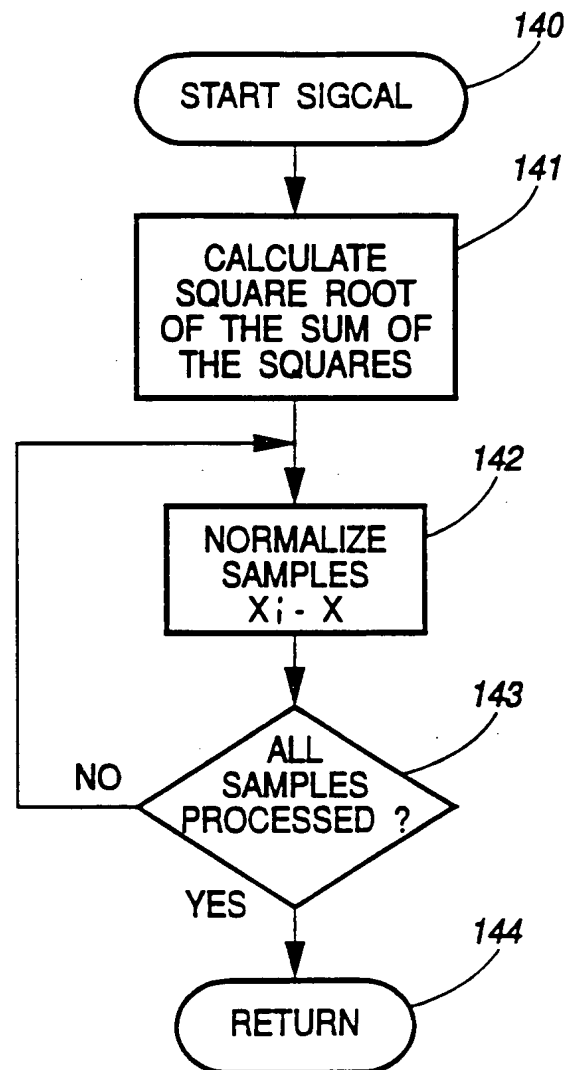 140
START SIGCAL
141
CALCULATE
SQUARE ROOT
OF THE SUM OF
THE SQUARES
142
NORMALIZE
SAMPLES
Xi - X
143
ALL
SAMPLES
PROCESSED ?
NO
YES
144
RETURN